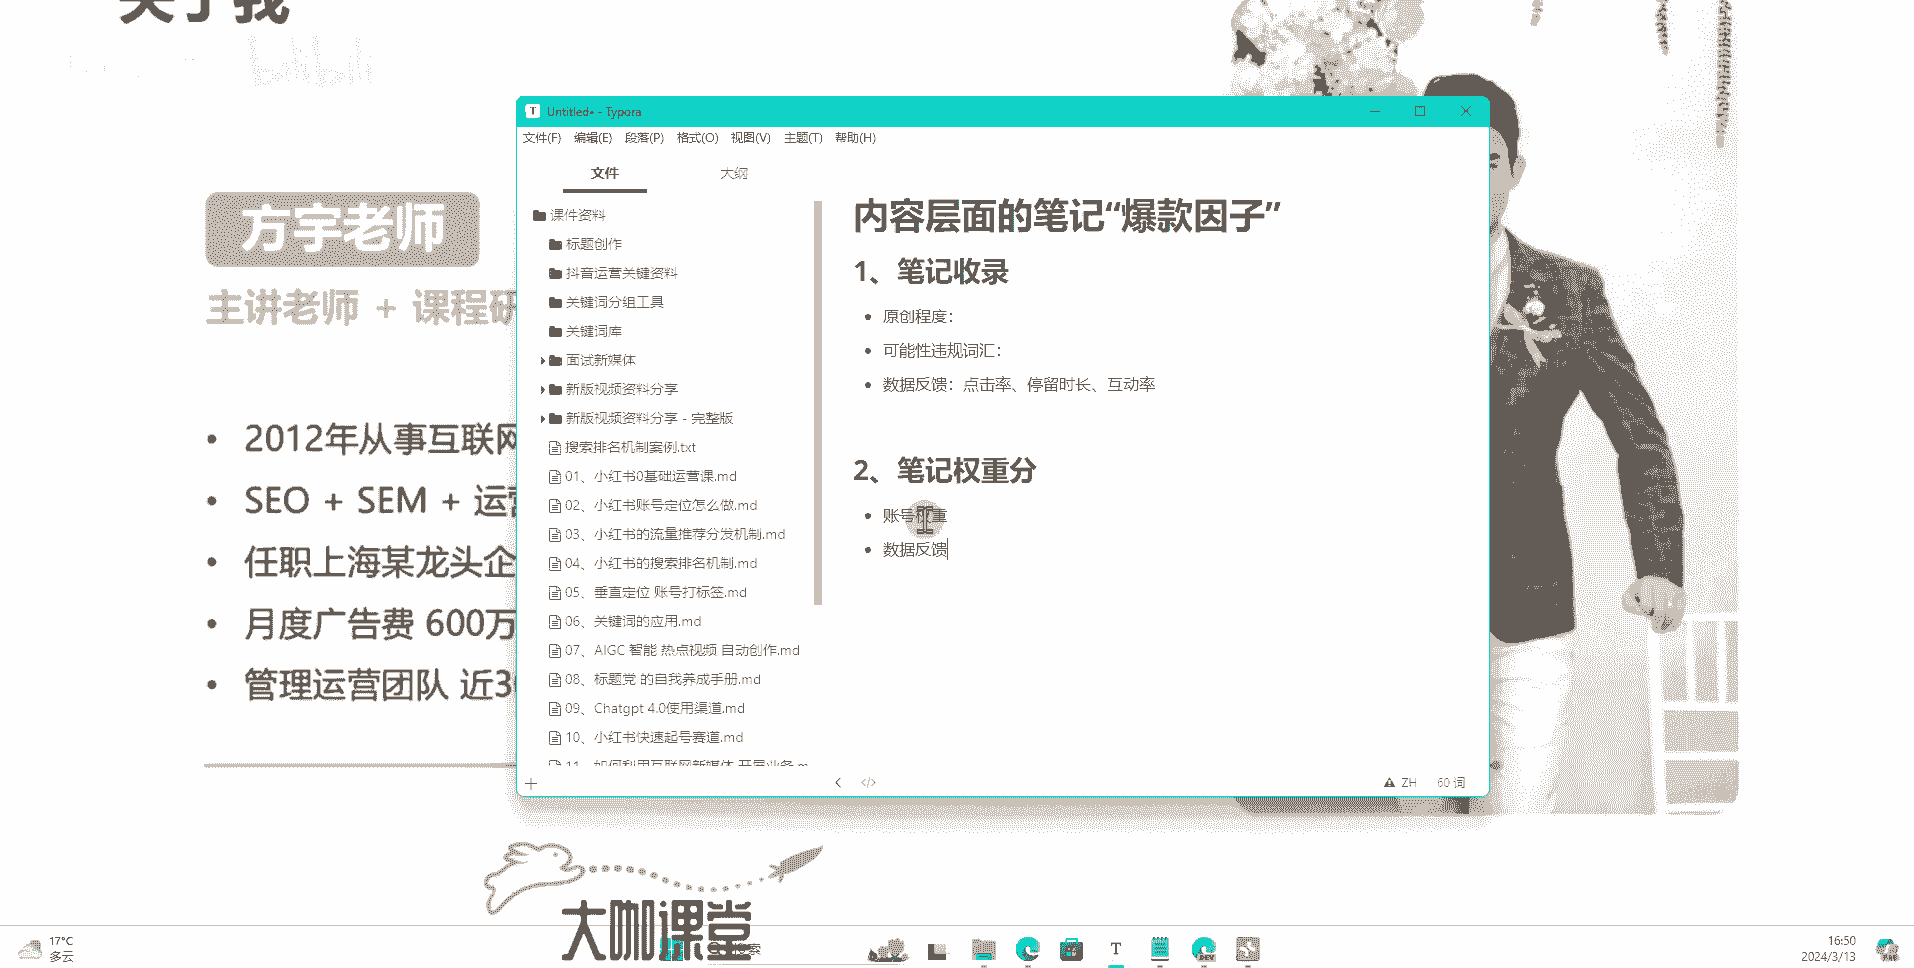 关于我
bilibili
方宇老师
主讲老师 + 课程研
• 2012年从事互联网
• SEO + SEM + 运营
• 任职上海某龙头企
• 月度广告费 600万
• 管理运营团队 近3
Untitled• - Typora
文件(F) 编辑(E) 段落(P) 格式(O) 视图(V) 主题(T) 帮助(H)
文件 大纲
课件资料
标题创作
抖音运营关键资料
关键词分组工具
关键词库
面试新媒体
新版视频资料分享
新版视频资料分享 - 完整版
搜索排名机制案例.txt
01、小红书0基础运营课.md
02、小红书账号定位怎么做.md
03、小红书的流量推荐分发机制.md
04、小红书的搜索排名机制.md
05、垂直定位 账号打标签.md
06、关键词的应用.md
07、AIGC 智能 热点视频 自动创作.md
08、标题党 的自我养成手册.md
09、Chatgpt 4.0使用渠道.md
10、小红书快速起号赛道.md
11、如何利用互联网新媒体 开展业务.m
内容层面的笔记“爆款因子”
1、笔记收录
• 原创程度：
• 可能性违规词汇：
• 数据反馈：点击率、停留时长、互动率
2、笔记权重分
• 账号权重
• 数据反馈
ZH 60 词
大咖课堂
17°C
多云
16:50
2024/3/13